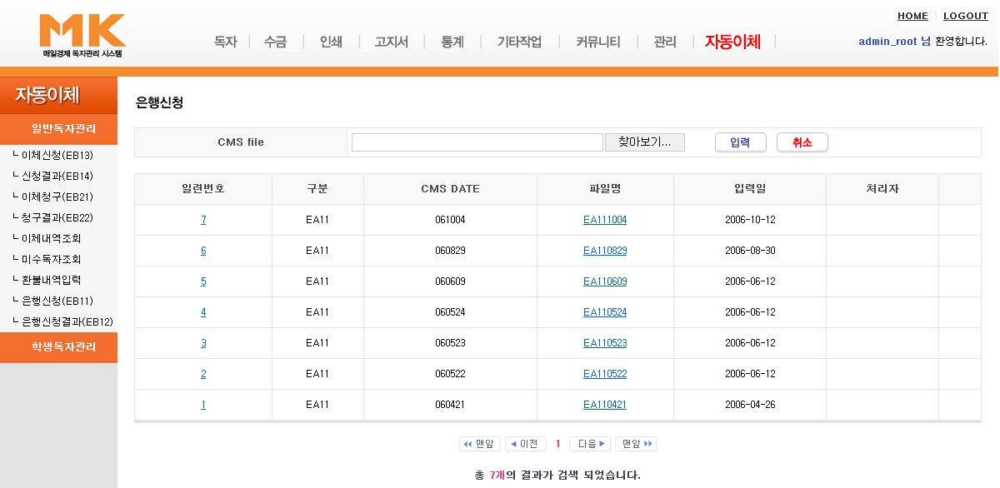 HOME LOGOUT
MK
매일경제 독자관리 시스템
독자 수금 인쇄 고지서 통계 기타작업 커뮤니티 관리 자동이체
admin_root 님 환영합니다.
자동이체
일반독자관리
이체신청(EB13)
신청결과(EB14)
이체청구(EB21)
청구결과(EB22)
이체내역조회
미수독자조회
환불내역입력
은행신청(EB11)
은행신청결과(EB12)
학생독자관리
은행신청
CMS file 찾아보기... 입력 취소
일련번호 구분 CMS DATE 파일명 입력일 처리자
7 EA11 061004 EA111004 2006-10-12
6 EA11 060829 EA110829 2006-08-30
5 EA11 060609 EA110609 2006-06-12
4 EA11 060524 EA110524 2006-06-12
3 EA11 060523 EA110523 2006-06-12
2 EA11 060522 EA110522 2006-06-12
1 EA11 060421 EA110421 2006-04-26
맨앞 이전 1 다음 맨앞
총 7개의 결과가 검색 되었습니다.